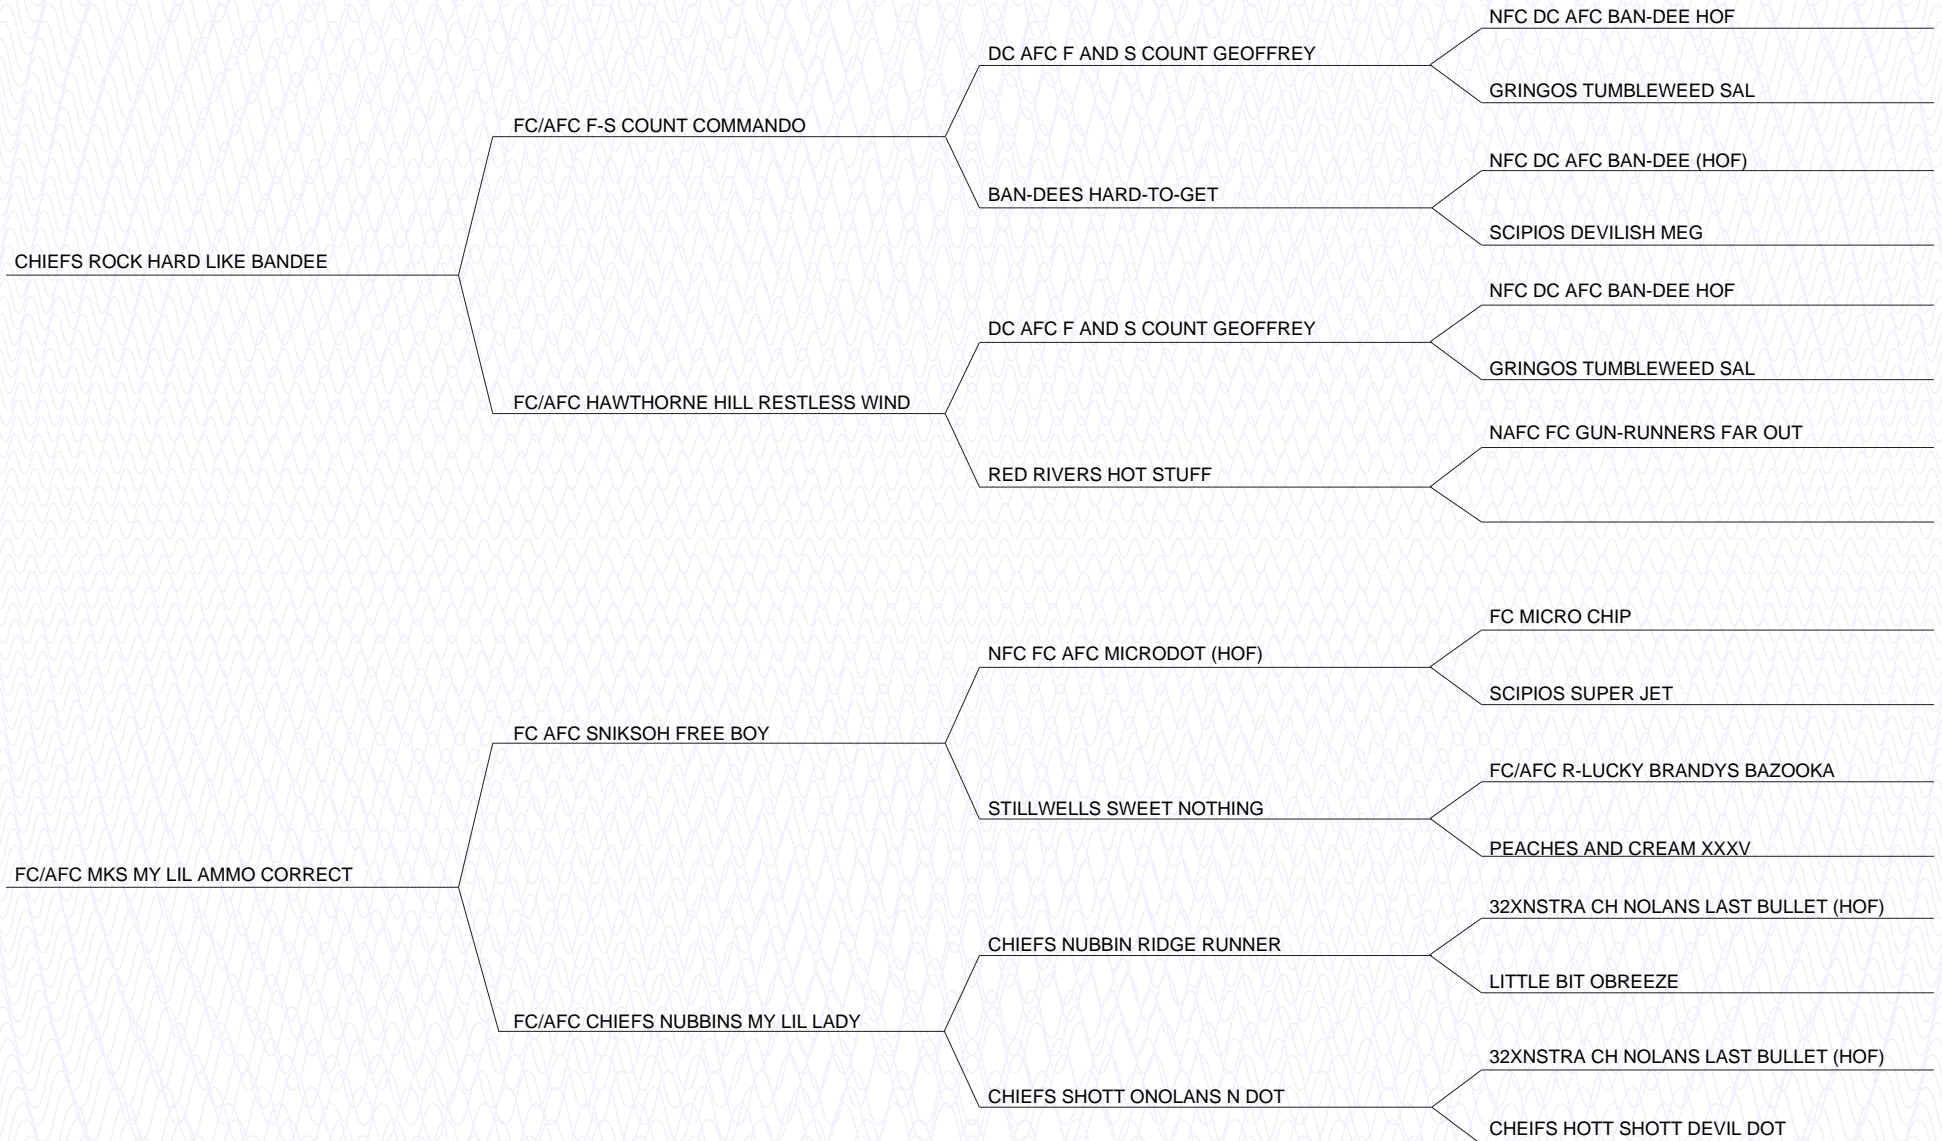 NFC DC AFC BAN-DEE HOF
DC AFC F AND S COUNT GEOFFREY
GRINGOS TUMBLEWEED SAL
FC/AFC F-S COUNT COMMANDO
NFC DC AFC BAN-DEE (HOF)
BAN-DEES HARD-TO-GET
SCIPIOS DEVILISH MEG
CHIEFS ROCK HARD LIKE BANDEE
NFC DC AFC BAN-DEE HOF
DC AFC F AND S COUNT GEOFFREY
GRINGOS TUMBLEWEED SAL
FC/AFC HAWTHORNE HILL RESTLESS WIND
NAFC FC GUN-RUNNERS FAR OUT
RED RIVERS HOT STUFF
FC MICRO CHIP
NFC FC AFC MICRODOT (HOF)
SCIPIOS SUPER JET
FC AFC SNIKSOH FREE BOY
FC/AFC R-LUCKY BRANDYS BAZOOKA
STILLWELLS SWEET NOTHING
PEACHES AND CREAM XXXV
FC/AFC MKS MY LIL AMMO CORRECT
32XNSTRA CH NOLANS LAST BULLET (HOF)
CHIEFS NUBBIN RIDGE RUNNER
LITTLE BIT OBREEZE
FC/AFC CHIEFS NUBBINS MY LIL LADY
32XNSTRA CH NOLANS LAST BULLET (HOF)
CHIEFS SHOTT ONOLANS N DOT
CHEIFS HOTT SHOTT DEVIL DOT